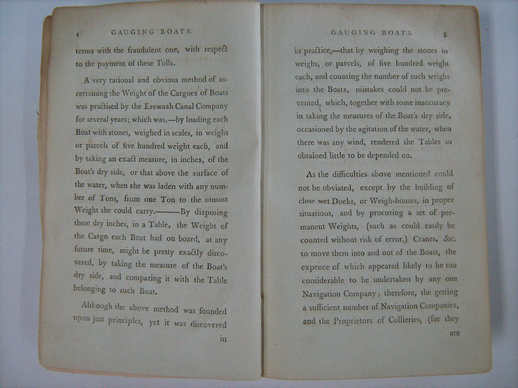 4 GAUGING BOATS.
terms with the fraudulent one, with respect
to the payment of these Tolls.
A very rational and obvious method of as-
certaining the Weight of the Cargoes of Boats
was practised by the Erewash Canal Company
for several years; which was,—by loading each
Boat with stones, weighed in scales, in weighs
or parcels of five hundred weight each, and
by taking an exact measure, in inches, of the
Boat's dry side, or that above the surface of
the water, when she was laden with any num-
ber of Tons, from one Ton to the utmost
Weight she could carry.——By disposing
these dry inches, in a Table, the Weight of
the Cargo each Boat had on board, at any
future time, might be pretty exactly disco-
vered, by taking the measure of the Boat's
dry side, and comparing it with the Table
belonging to such Boat.
Although the above method was founded
upon just principles, yet it was discovered
in
GAUGING BOATS. 5
in practice,—that by weighing the stones in
weighs, or parcels, of five hundred weight
each, and counting the number of such weighs
into the Boats, mistakes could not be pre-
vented, which, together with some inaccuracy
in taking the measures of the Boat's dry side,
occasioned by the agitation of the water, when
there was any wind, rendered the Tables so
obtained little to be depended on.
As the difficulties above mentioned could
not be obviated, except by the building of
close wet Docks, or Weigh-houses, in proper
situations, and by procuring a set of per-
manent Weights, (such as could easily be
counted without risk of error,) Cranes, &c.
to move them into and out of the Boats, the
expence of which appeared likely to be too
considerable to be undertaken by any one
Navigation Company; therefore, the getting
a sufficient number of Navigation Companies,
and the Proprietors of Collieries, (for they
are